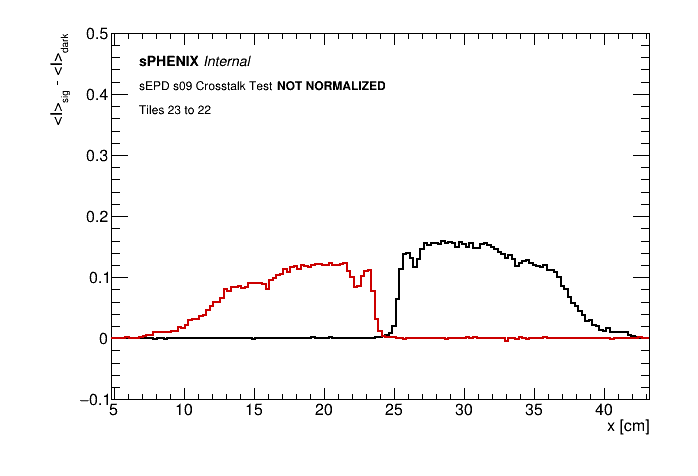 0.5
0.4
0.3
0.2
0.1
0
−0.1
<I>sig - <I>dark
sPHENIX Internal
sEPD s09 Crosstalk Test NOT NORMALIZED
Tiles 23 to 22
5 10 15 20 25 30 35 40
x [cm]